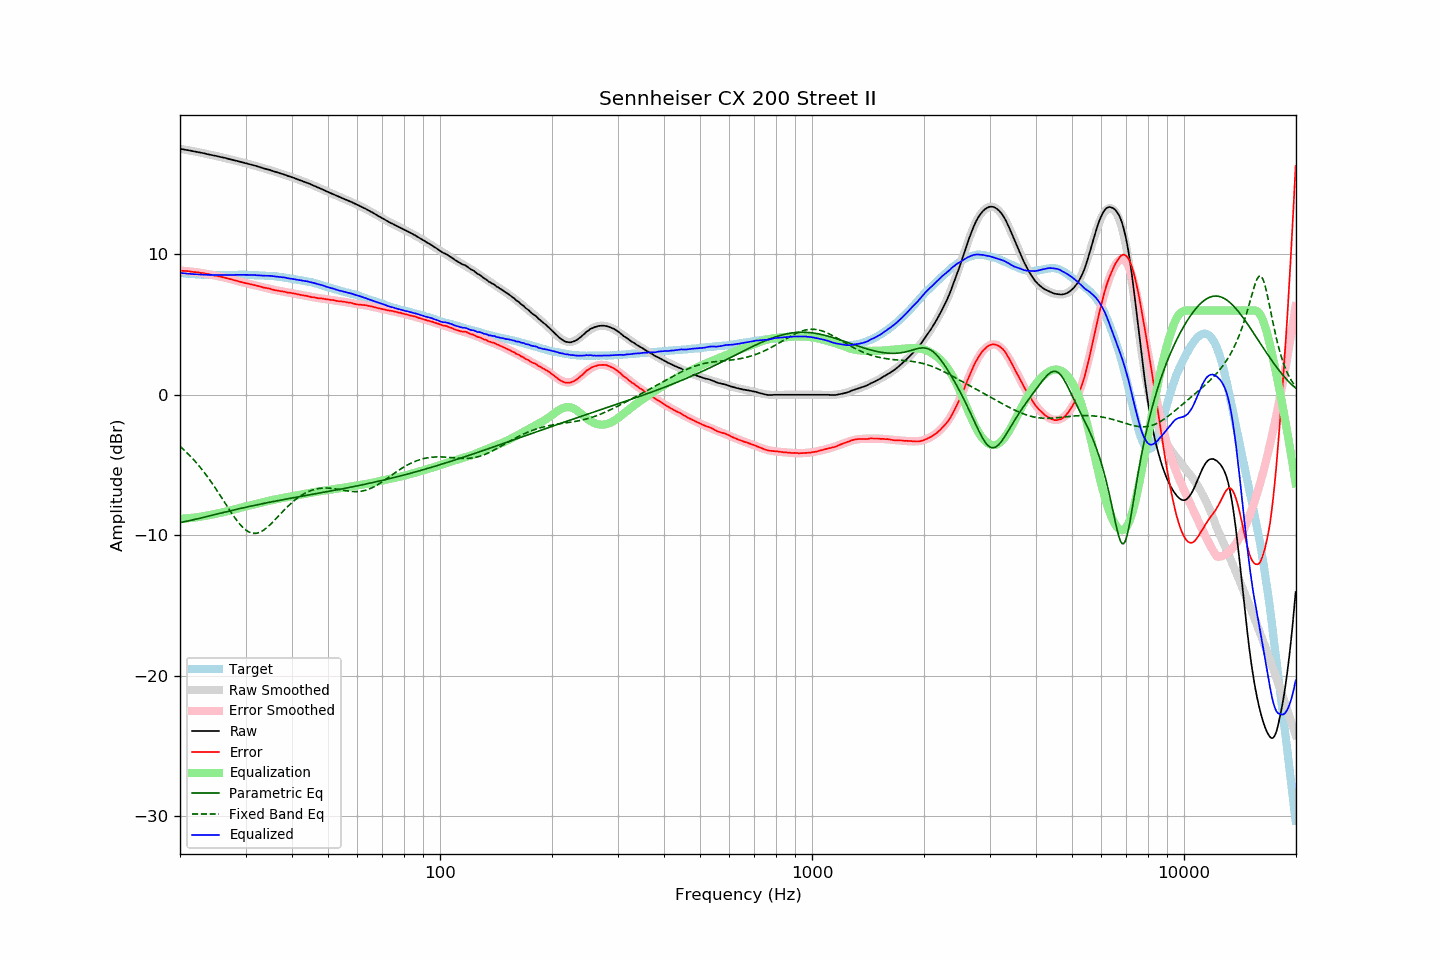 Sennheiser CX 200 Street II
Amplitude (dBr)
10
0
−10
−20
−30
Target
Raw Smoothed
Error Smoothed
Raw
Error
Equalization
Parametric Eq
Fixed Band Eq
Equalized
100
1000
10000
Frequency (Hz)